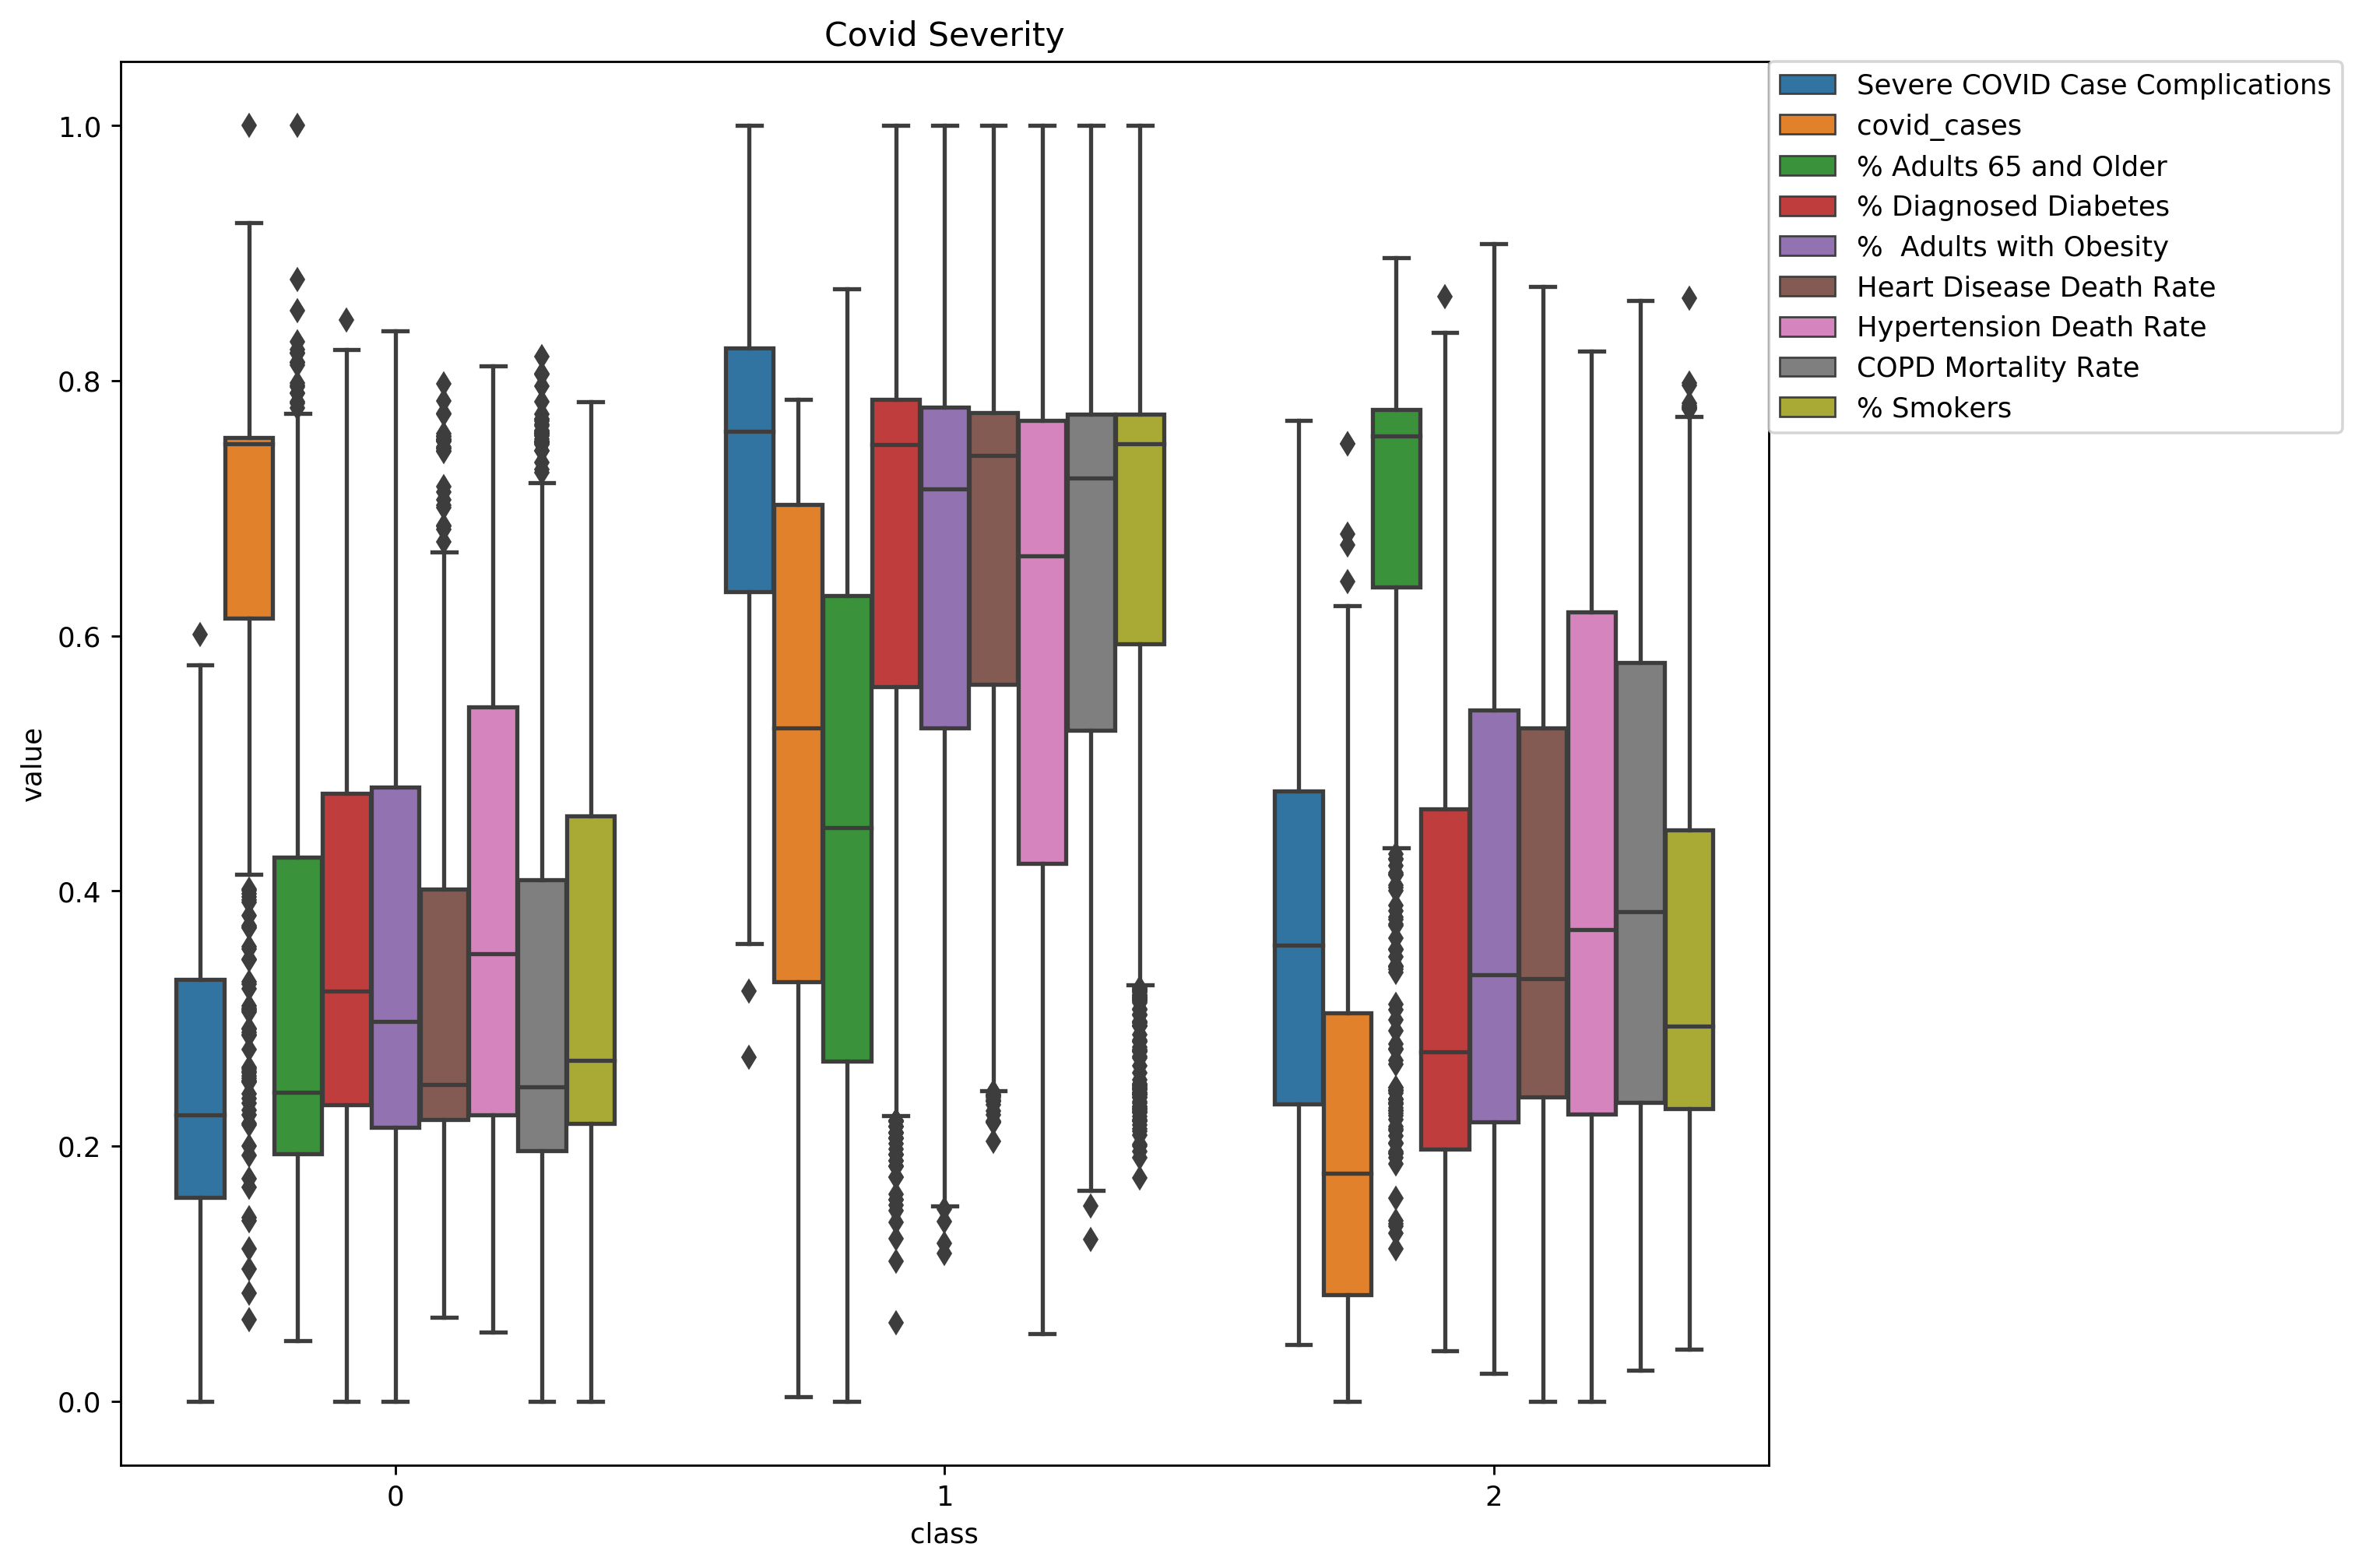 Covid Severity
Severe COVID Case Complications
covid_cases
% Adults 65 and Older
% Diagnosed Diabetes
%  Adults with Obesity
Heart Disease Death Rate
Hypertension Death Rate
COPD Mortality Rate
% Smokers
1.0
0.8
0.6
0.4
0.2
0.0
value
0
1
2
class